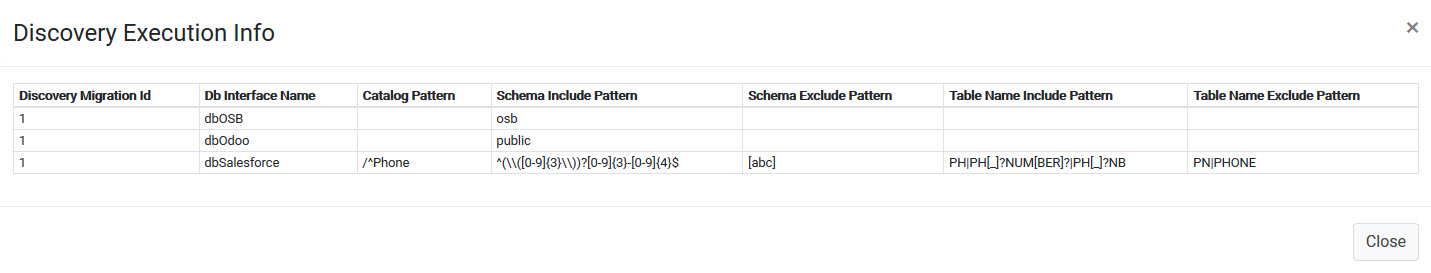 Discovery Execution Info
×
Discovery Migration Id Db Interface Name Catalog Pattern Schema Include Pattern Schema Exclude Pattern Table Name Include Pattern Table Name Exclude Pattern
1 dbOSB osb
1 dbOdoo public
1 dbSalesforce /^Phone ^(\\([0-9]{3}\\))?[0-9]{3}-[0-9]{4}$ [abc] PH|PH[_]?NUM[BER]?|PH[_]?NB PN|PHONE
Close